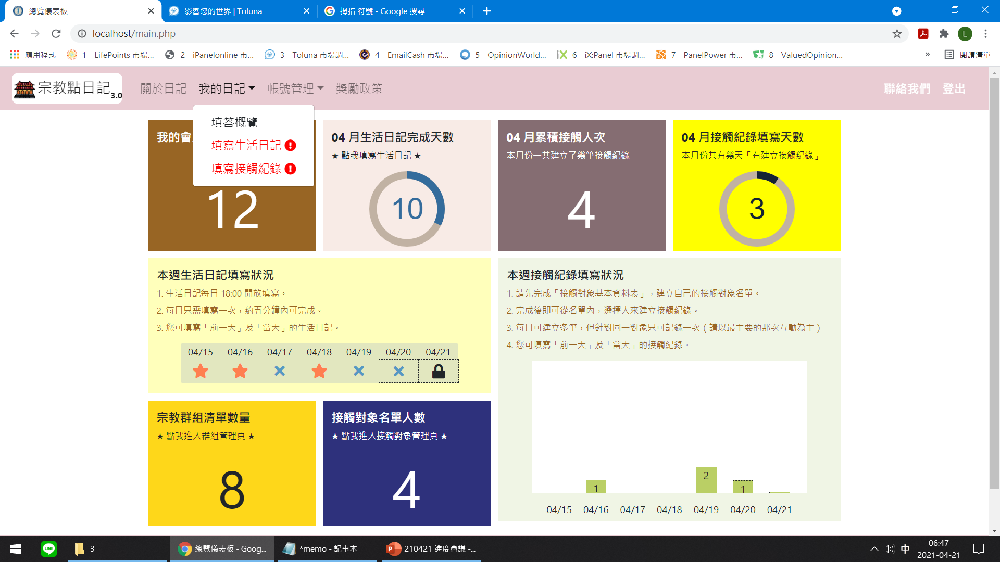 總覽儀表板
影響您的世界 | Toluna
拇指 符號 - Google 搜尋
localhost/main.php
L
應用程式
1 LifePoints 市場...
2 iPanelonline 市...
3 Toluna 市場調...
4 EmailCash 市場...
5 OpinionWorld...
6 iX:Panel 市場調...
7 PanelPower 市...
8 ValuedOpinion...
»
閱讀清單
宗教點日記3.0
關於日記
我的日記
帳號管理
獎勵政策
聯絡我們
登出
填答概覽
填寫生活日記
填寫接觸紀錄
我的會
12
04 月生活日記完成天數
★ 點我填寫生活日記 ★
10
04 月累積接觸人次
本月份一共建立了幾筆接觸紀錄
4
04 月接觸紀錄填寫天數
本月份共有幾天「有建立接觸紀錄」
3
本週生活日記填寫狀況
1. 生活日記每日 18:00 開放填寫。
2. 每日只需填寫一次，約五分鐘內可完成。
3. 您可填寫「前一天」及「當天」的生活日記。
04/15 04/16 04/17 04/18 04/19 04/20 04/21
本週接觸紀錄填寫狀況
1. 請先完成「接觸對象基本資料表」，建立自己的接觸對象名單。
2. 完成後即可從名單內，選擇人來建立接觸紀錄。
3. 每日可建立多筆，但針對同一對象只可記錄一次（請以最主要的那次互動為主）
4. 您可填寫「前一天」及「當天」的接觸紀錄。
1 2 1
04/15 04/16 04/17 04/18 04/19 04/20 04/21
宗教群組清單數量
★ 點我進入群組管理頁 ★
8
接觸對象名單人數
★ 點我進入接觸對象管理頁 ★
4
LINE
3
總覽儀表板 - Goog...
*memo - 記事本
210421 進度會議 -...
中
06:47
2021-04-21